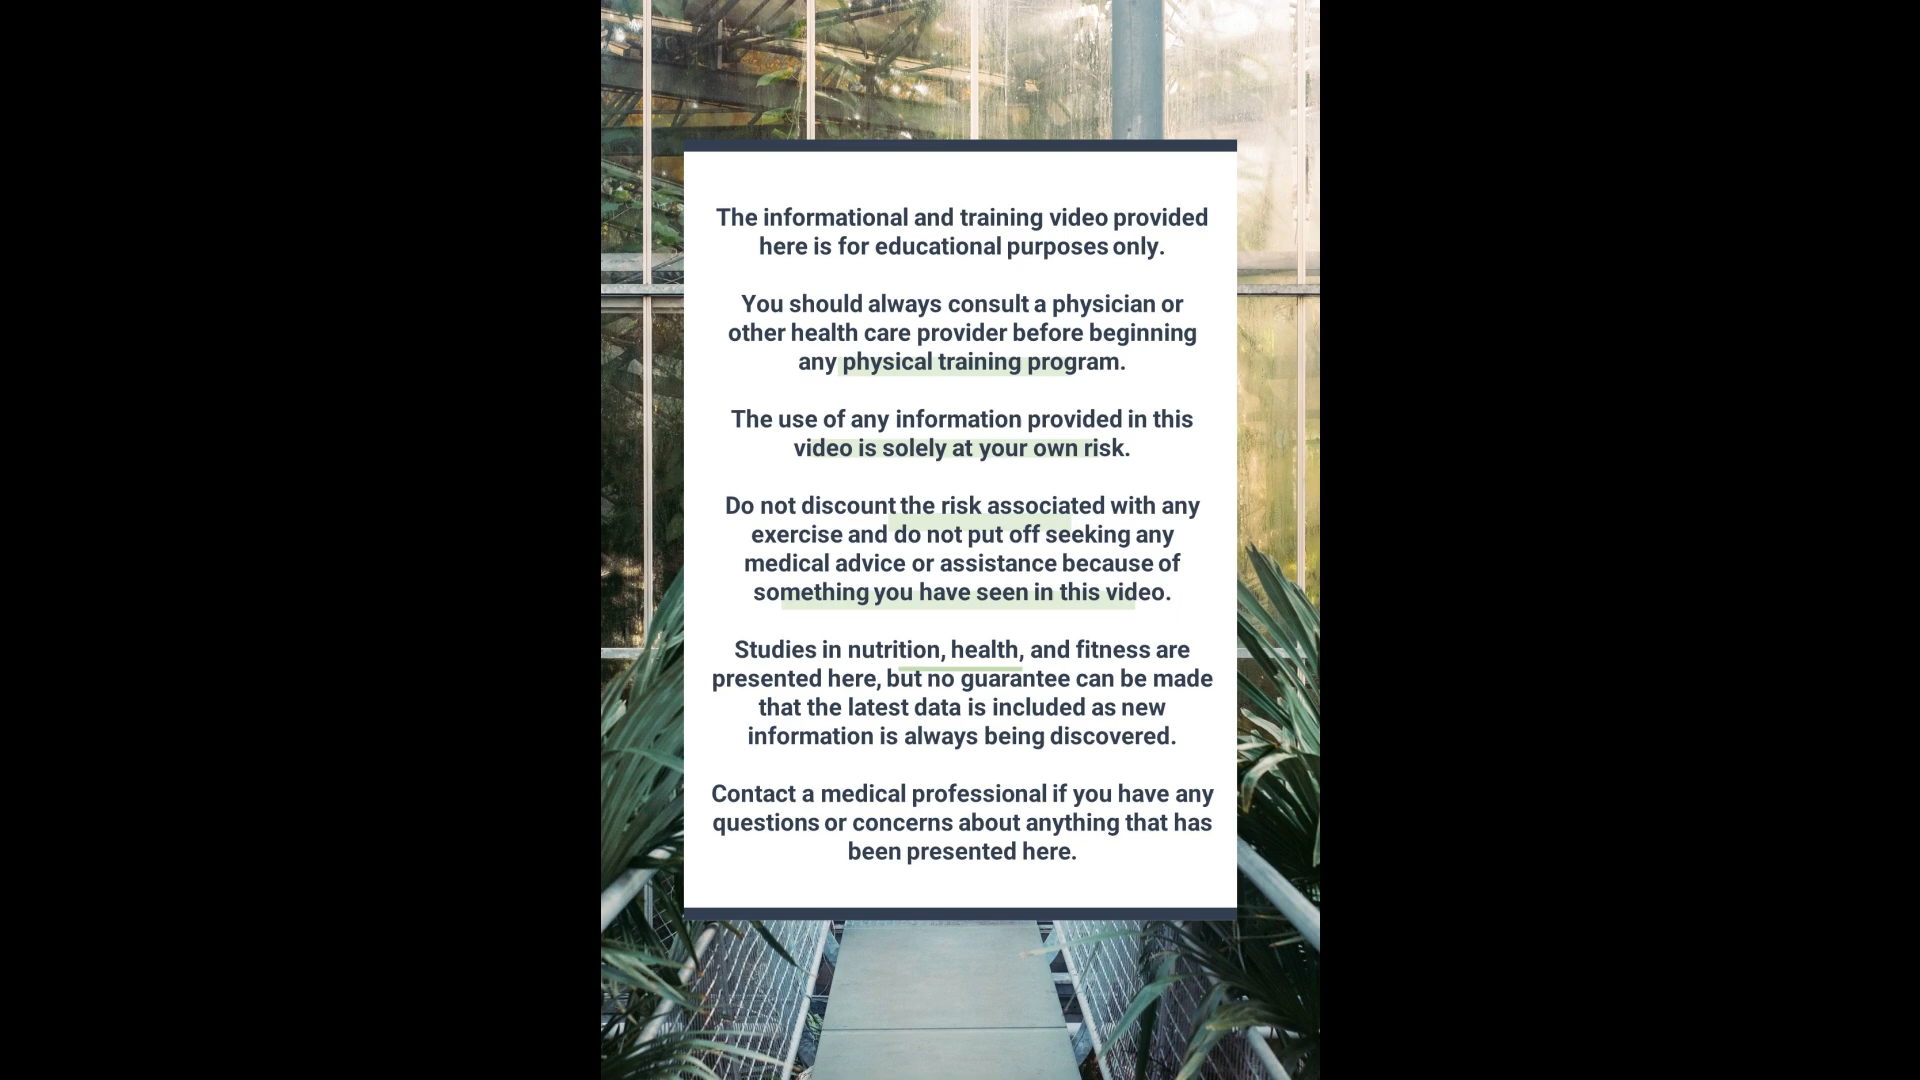 The informational and training video provided
here is for educational purposes only.
You should always consult a physician or
other health care provider before beginning
any physical training program.
The use of any information provided in this
video is solely at your own risk.
Do not discount the risk associated with any
exercise and do not put off seeking any
medical advice or assistance because of
something you have seen in this video.
Studies in nutrition, health, and fitness are
presented here, but no guarantee can be made
that the latest data is included as new
information is always being discovered.
Contact a medical professional if you have any
questions or concerns about anything that has
been presented here.